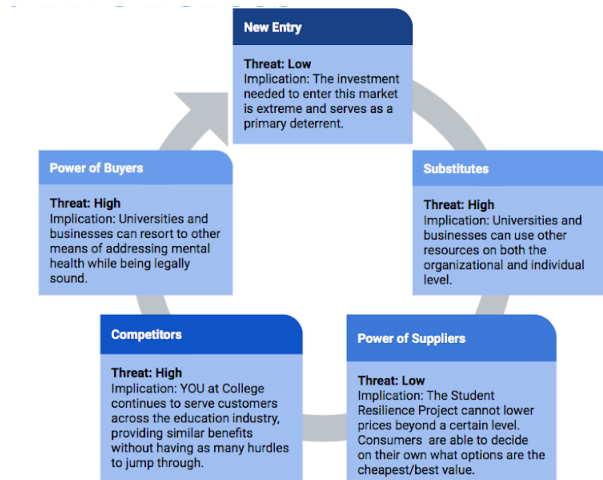 New Entry
Threat: Low
Implication: The investment
needed to enter this market
is extreme and serves as a
primary deterrent.
Substitutes
Threat: High
Implication: Universities and
businesses can use other
resources on both the
organizational and individual
level.
Power of Suppliers
Threat: Low
Implication: The Student
Resilience Project cannot lower
prices beyond a certain level.
Consumers are able to decide
on their own what options are the
cheapest/best value.
Competitors
Threat: High
Implication: YOU at College
continues to serve customers
across the education industry,
providing similar benefits
without having as many hurdles
to jump through.
Power of Buyers
Threat: High
Implication: Universities and
businesses can resort to other
means of addressing mental
health while being legally
sound.